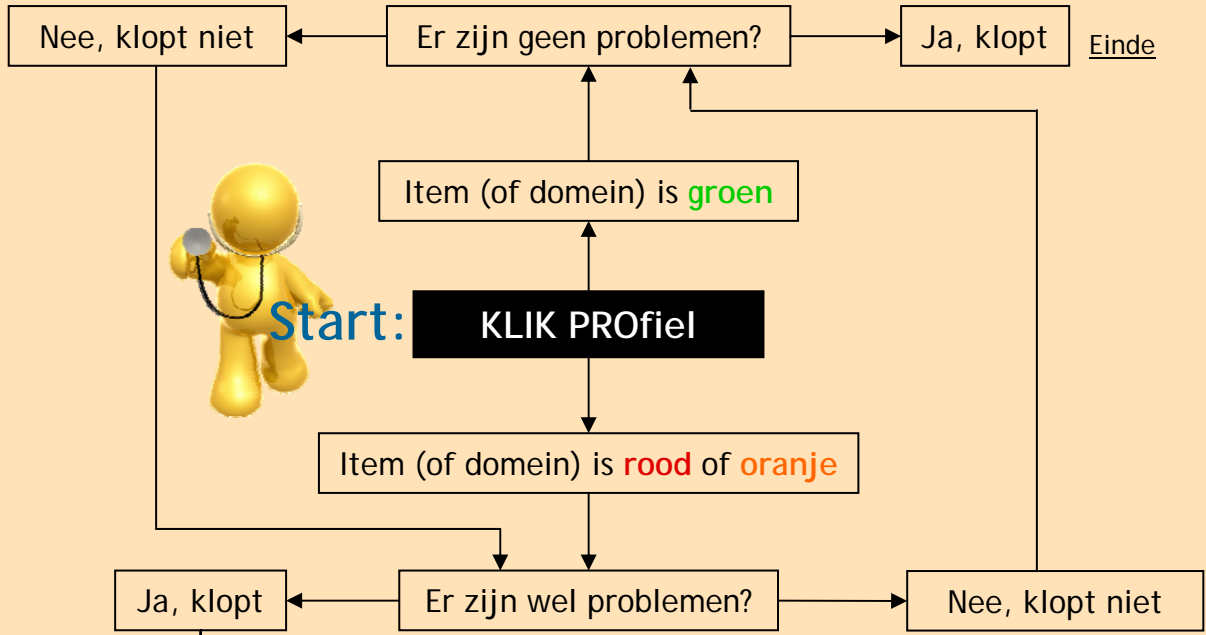 Nee, klopt niet
Er zijn geen problemen?
Ja, klopt
Einde
Item (of domein) is groen
Start:
KLIK PROfiel
Item (of domein) is rood of oranje
Ja, klopt
Er zijn wel problemen?
Nee, klopt niet